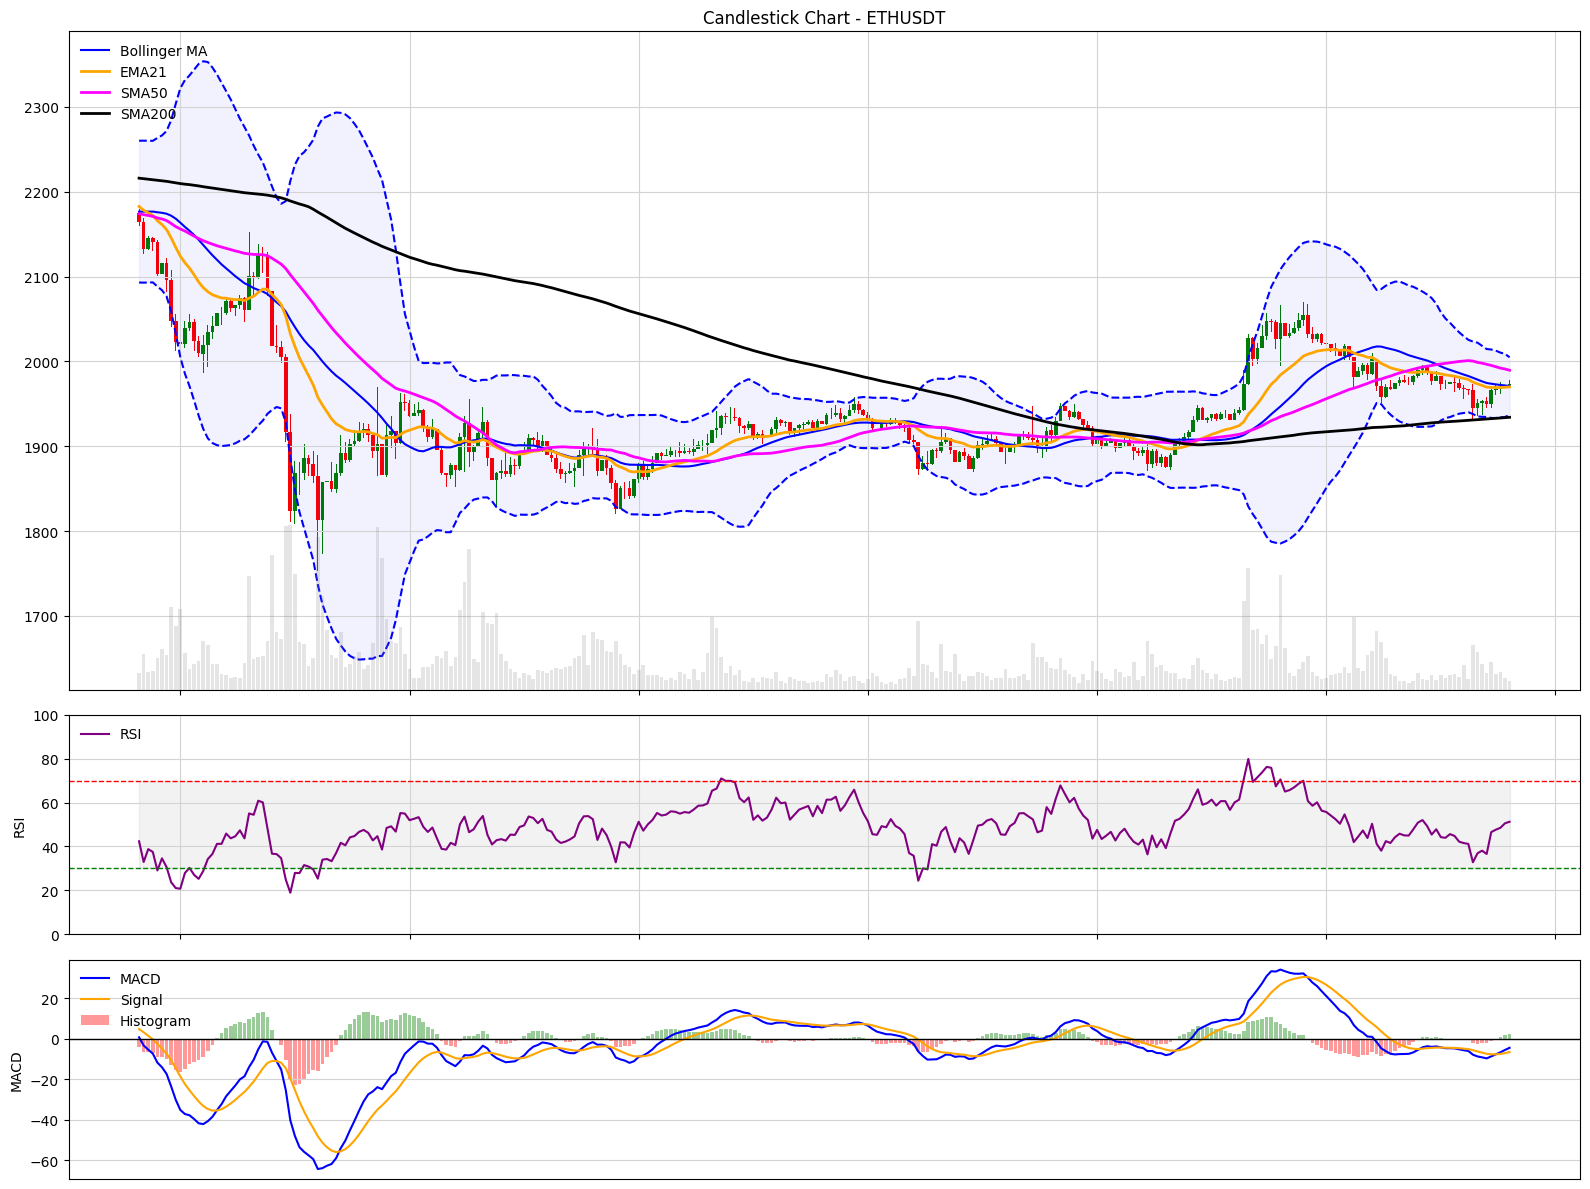 Candlestick Chart - ETHUSDT
Bollinger MA
EMA21
SMA50
SMA200
2300
2200
2100
2000
1900
1800
1700
RSI
100
80
60
40
20
0
RSI
MACD
Signal
Histogram
20
0
−20
−40
−60
MACD